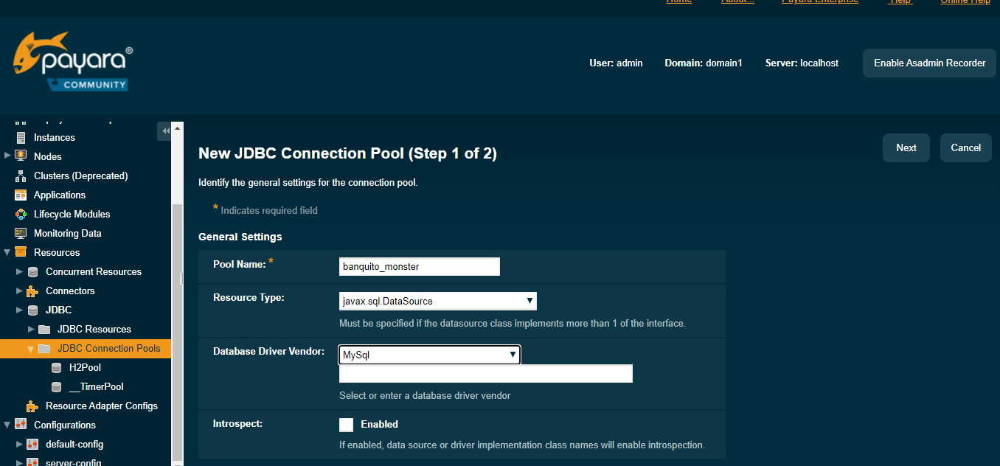 Home About... Payara Enterprise Help Online Help
payara®
COMMUNITY
User: admin Domain: domain1 Server: localhost Enable Asadmin Recorder
Instances
Nodes
Clusters (Deprecated)
Applications
Lifecycle Modules
Monitoring Data
Resources
Concurrent Resources
Connectors
JDBC
JDBC Resources
JDBC Connection Pools
H2Pool
__TimerPool
Resource Adapter Configs
Configurations
default-config
server-config
New JDBC Connection Pool (Step 1 of 2)
Next Cancel
Identify the general settings for the connection pool.
* Indicates required field
General Settings
Pool Name: * banquito_monster
Resource Type: javax.sql.DataSource
Must be specified if the datasource class implements more than 1 of the interface.
Database Driver Vendor: MySql
Select or enter a database driver vendor
Introspect: Enabled
If enabled, data source or driver implementation class names will enable introspection.